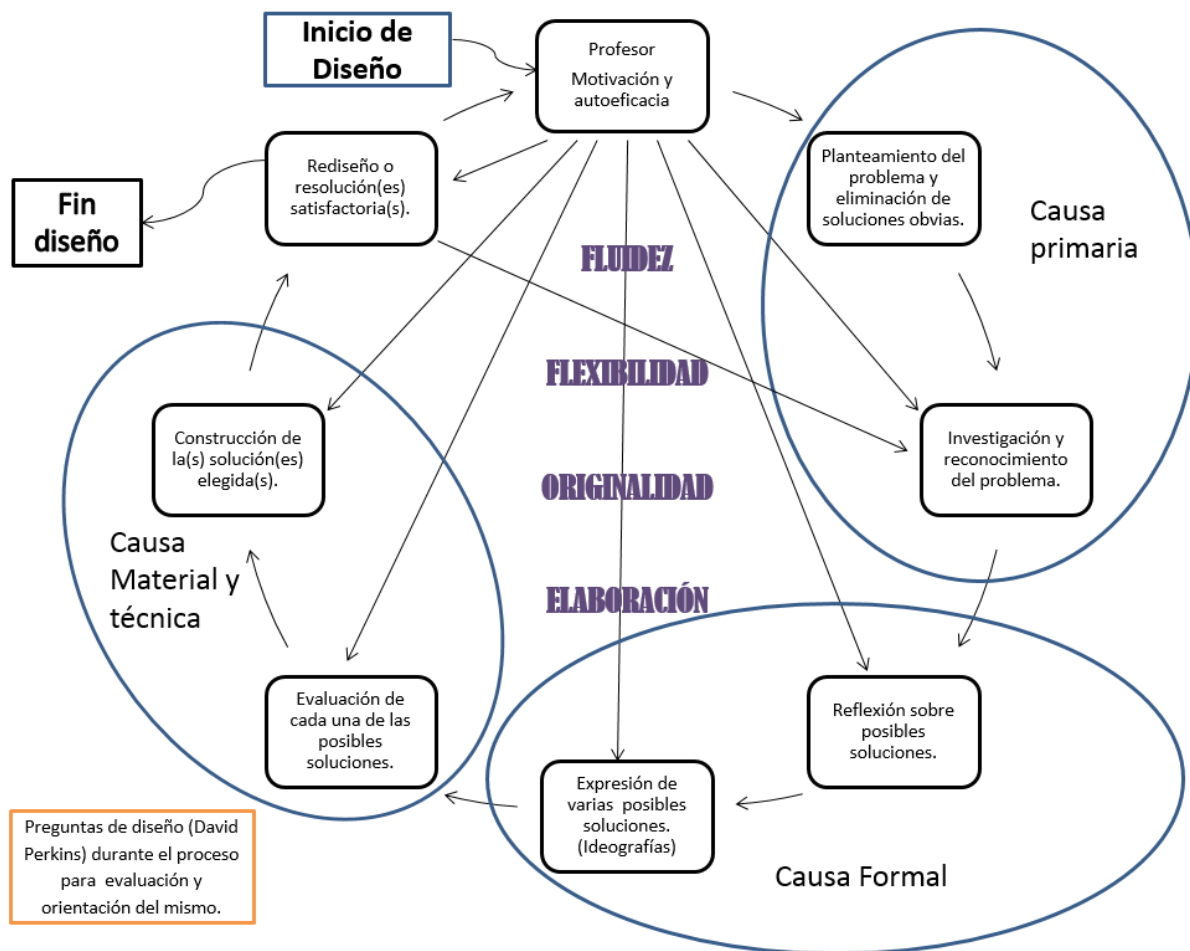 Inicio de
Diseño
Profesor
Motivación y
autoeficacia
Planteamiento del
problema y
eliminación de
soluciones obvias.
Causa
primaria
Rediseño o
resolución(es)
satisfactoria(s).
Fin
diseño
FLUIDEZ
FLEXIBILIDAD
ORIGINALIDAD
ELABORACIÓN
Investigación y
reconocimiento
del problema.
Construcción de
la(s) solución(es)
elegida(s).
Causa
Material y
técnica
Reflexión sobre
posibles
soluciones.
Evaluación de
cada una de las
posibles
soluciones.
Expresión de
varias posibles
soluciones.
(Ideografías)
Causa Formal
Preguntas de diseño (David
Perkins) durante el proceso
para evaluación y
orientación del mismo.